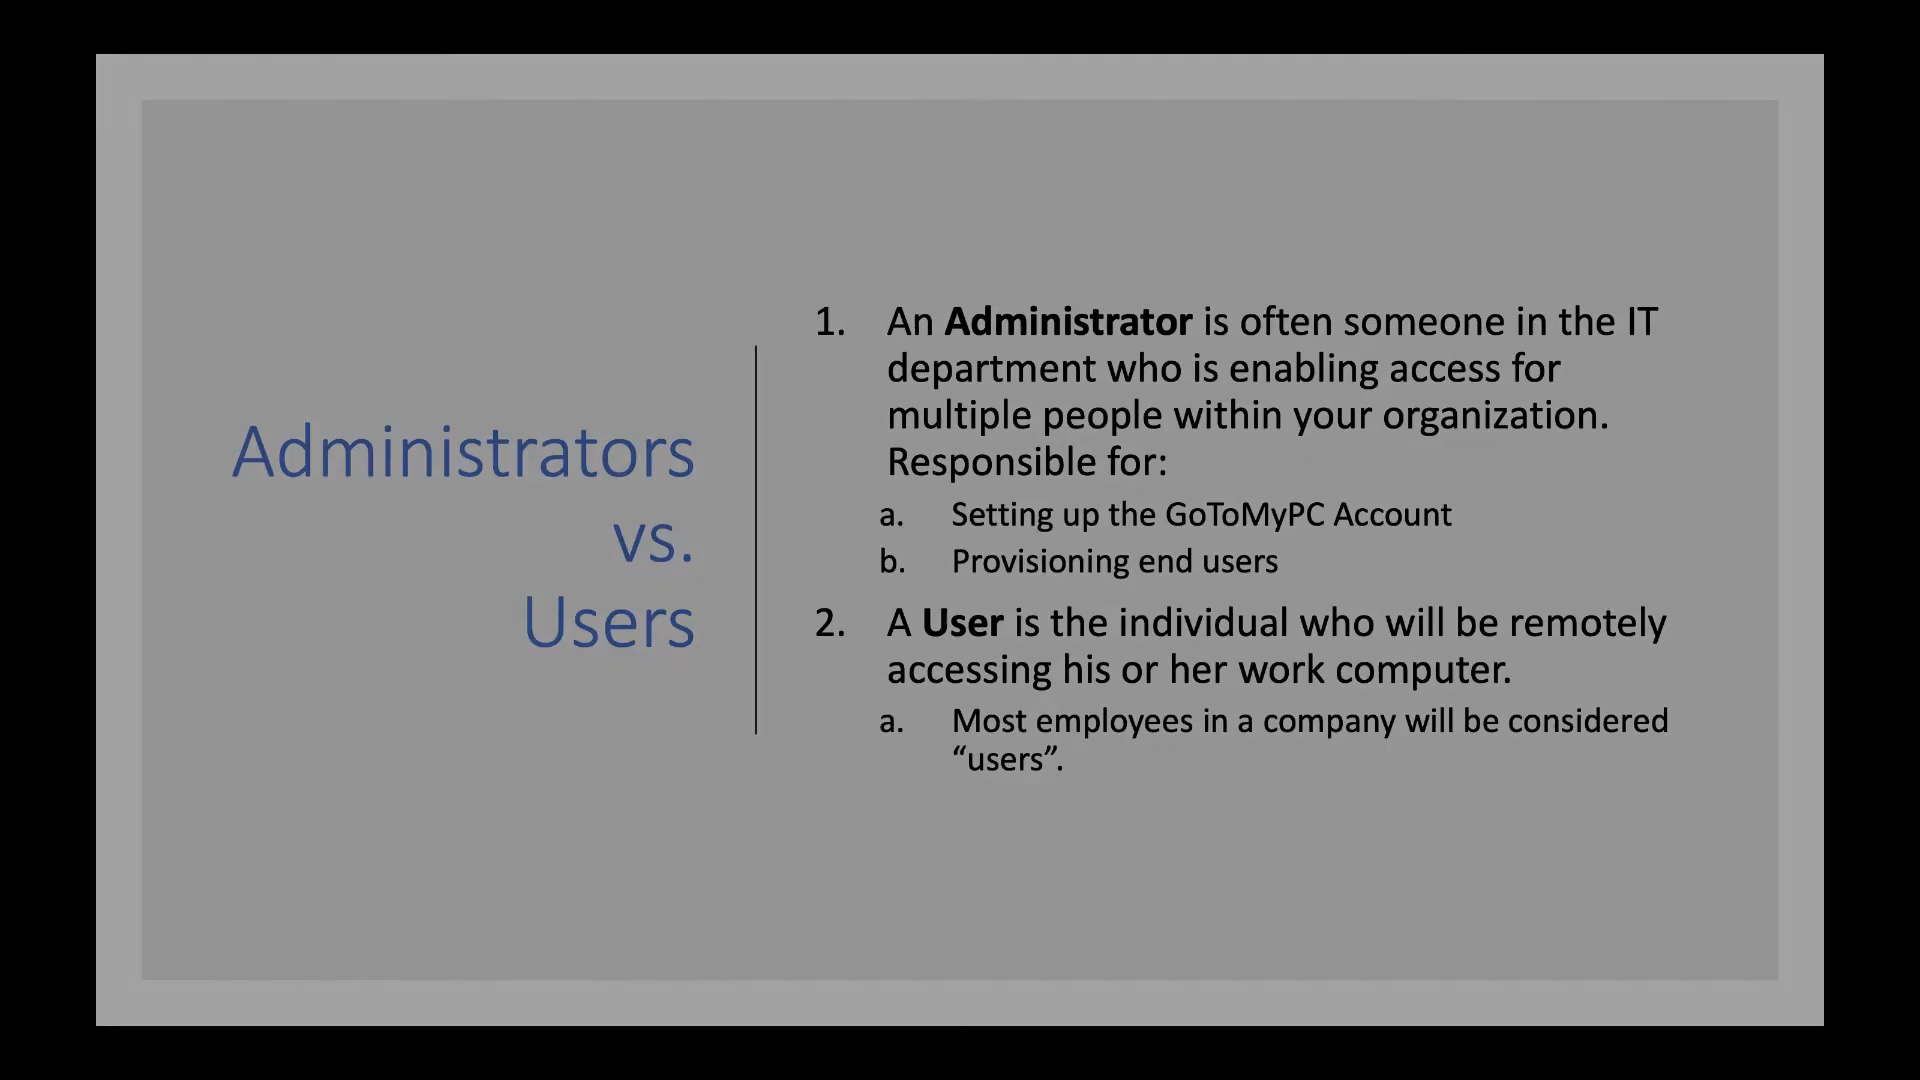 Administrators
vs.
Users
1. An Administrator is often someone in the IT
department who is enabling access for
multiple people within your organization.
Responsible for:
a. Setting up the GoToMyPC Account
b. Provisioning end users
2. A User is the individual who will be remotely
accessing his or her work computer.
a. Most employees in a company will be considered
“users”.